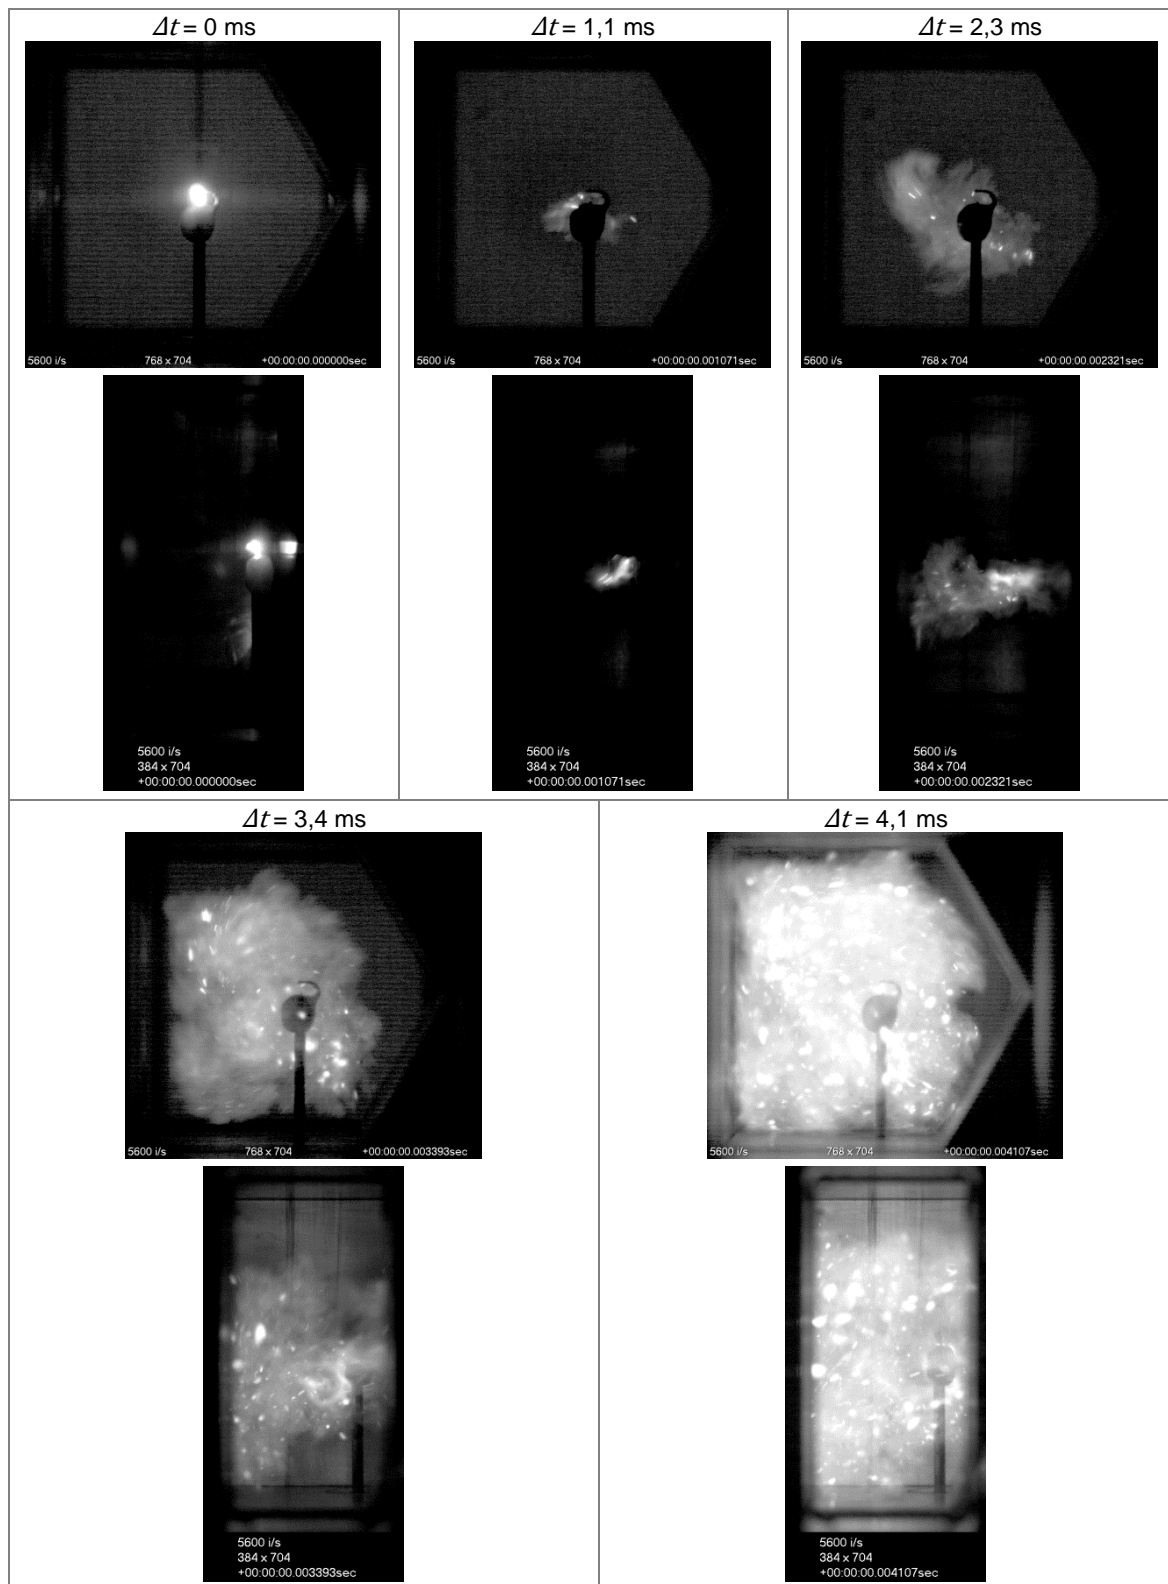 Δt = 0 ms
Δt = 1,1 ms
Δt = 2,3 ms
5600 i/s 768 x 704 +00:00:00.000000sec
5600 i/s 768 x 704 +00:00:00.001071sec
5600 i/s 768 x 704 +00:00:00.002321sec
5600 i/s
384 x 704
+00:00:00.000000sec
5600 i/s
384 x 704
+00:00:00.001071sec
5600 i/s
384 x 704
+00:00:00.002321sec
Δt = 3,4 ms
Δt = 4,1 ms
5600 i/s 768 x 704 +00:00:00.003393sec
5600 i/s 768 x 704 +00:00:00.004107sec
5600 i/s
384 x 704
+00:00:00.003393sec
5600 i/s
384 x 704
+00:00:00.004107sec